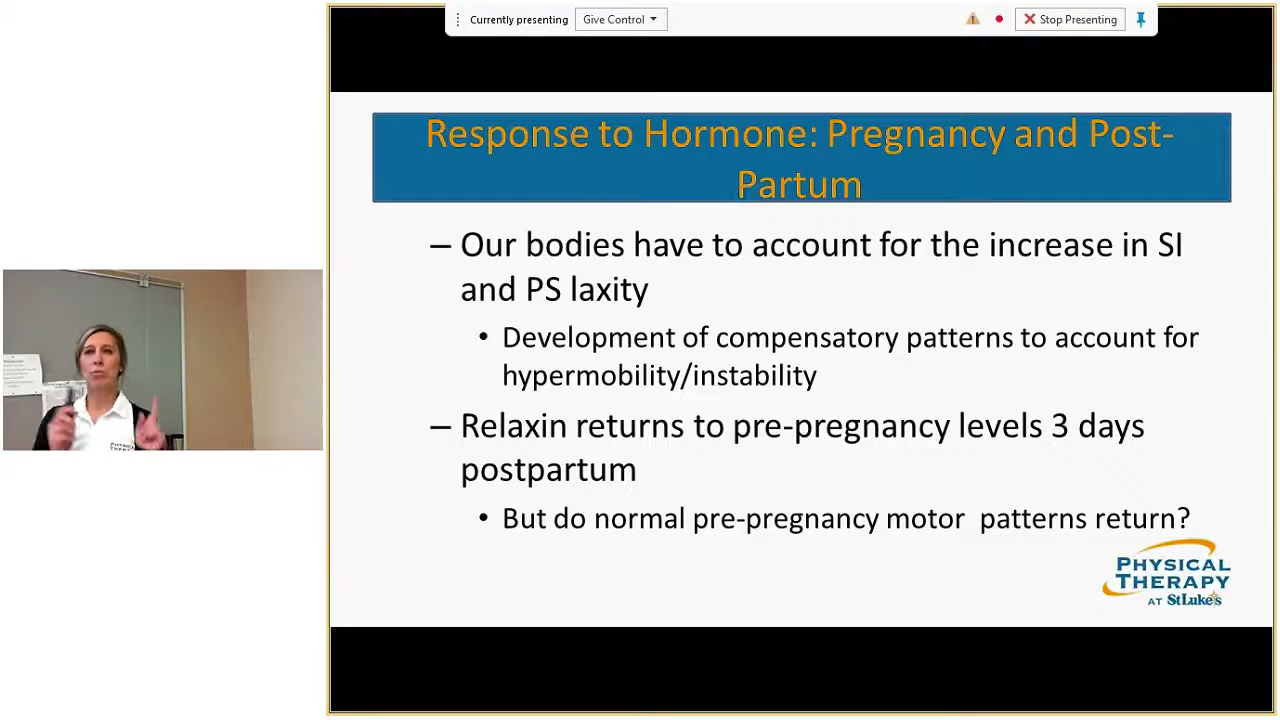 Currently presenting
Give Control
Stop Presenting
Response to Hormone: Pregnancy and Post-
Partum
– Our bodies have to account for the increase in SI
and PS laxity
• Development of compensatory patterns to account for
hypermobility/instability
– Relaxin returns to pre-pregnancy levels 3 days
postpartum
• But do normal pre-pregnancy motor patterns return?
PHYSICAL
THERAPY
AT StLuke's
PHYSICAL